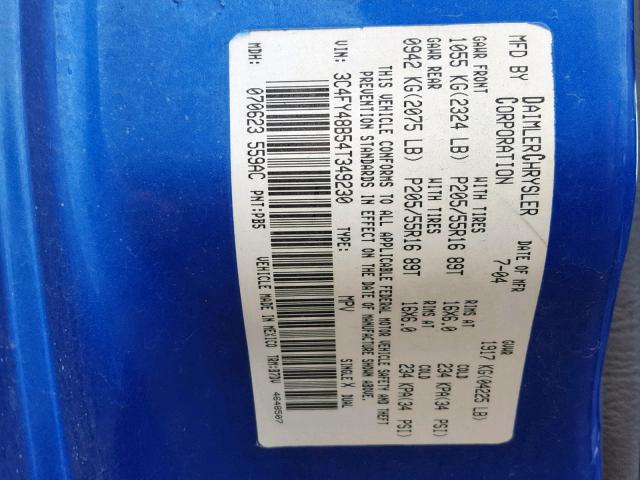 MFD BY DAIMLERCHRYSLER CORPORATION DATE OF MFR 7-04 GVWR 1917 KG(04225 LB)
GAWR FRONT WITH TIRES RIMS AT COLD
1055 KG(2324 LB) P205/55R16 89T 16X6.0 234 KPA(34 PSI)
GAWR REAR WITH TIRES RIMS AT COLD
0942 KG(2075 LB) P205/55R16 89T 16X6.0 234 KPA(34 PSI)
THIS VEHICLE CONFORMS TO ALL APPLICABLE FEDERAL MOTOR VEHICLE SAFETY AND THEFT
PREVENTION STANDARDS IN EFFECT ON THE DATE OF MANUFACTURE SHOWN ABOVE.
VIN: 3C4FY48B54T349230 TYPE: MPV SINGLE X DUAL
MDH: 070623 559AC PNT:PB5
VEHICLE MADE IN MEXICO TRM:
4648507